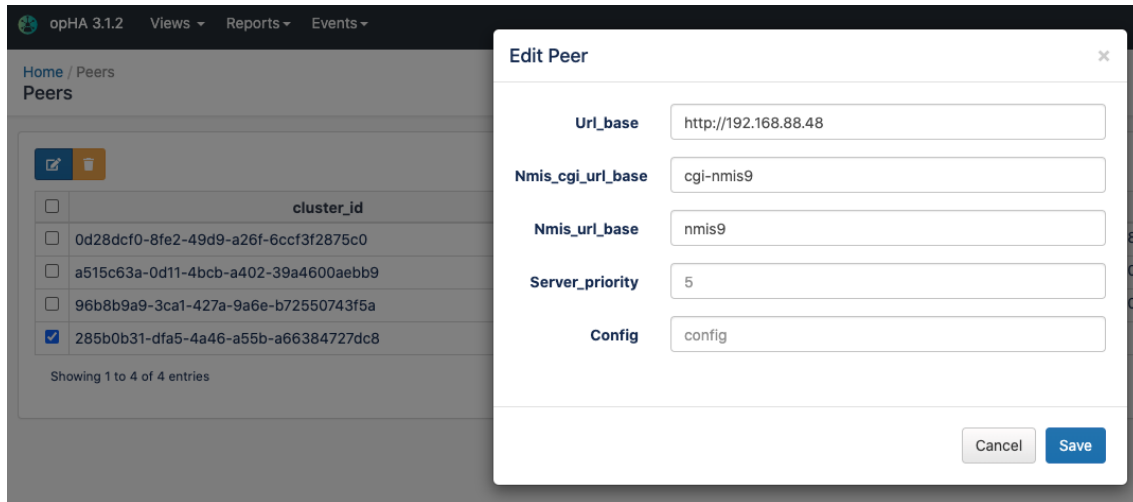 opHA 3.1.2 Views Reports Events
Home / Peers
Peers
cluster_id
0d28dcf0-8fe2-49d9-a26f-6ccf3f2875c0
a515c63a-0d11-4bcb-a402-39a4600aebb9
96b8b9a9-3ca1-427a-9a6e-b72550743f5a
285b0b31-dfa5-4a46-a55b-a66384727dc8
Showing 1 to 4 of 4 entries
Edit Peer ×
Url_base http://192.168.88.48
Nmis_cgi_url_base cgi-nmis9
Nmis_url_base nmis9
Server_priority 5
Config config
Cancel Save